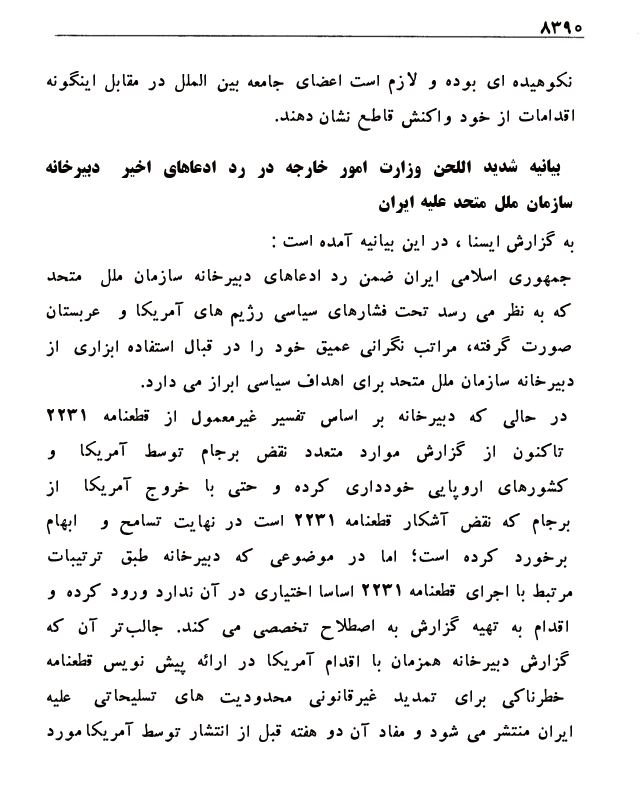 ۸۳۹۰
نکوهیده ای بوده و لازم است اعضای جامعه بین الملل در مقابل اینگونه
اقدامات از خود واکنش قاطع نشان دهند.
بیانیه شدید اللحن وزارت امور خارجه در رد ادعاهای اخیر دبیرخانه
سازمان ملل متحد علیه ایران
به گزارش ایسنا ، در این بیانیه آمده است :
جمهوری اسلامی ایران ضمن رد ادعاهای دبیرخانه سازمان ملل متحد
که به نظر می رسد تحت فشارهای سیاسی رژیم های آمریکا و عربستان
صورت گرفته، مراتب نگرانی عمیق خود را در قبال استفاده ابزاری از
دبیرخانه سازمان ملل متحد برای اهداف سیاسی ابراز می دارد.
در حالی که دبیرخانه بر اساس تفسیر غیرمعمول از قطعنامه ۲۲۳۱
تاکنون از گزارش موارد متعدد نقض برجام توسط آمریکا و
کشورهای اروپایی خودداری کرده و حتی با خروج آمریکا از
برجام که نقض آشکار قطعنامه ۲۲۳۱ است در نهایت تسامح و ابهام
برخورد کرده است؛ اما در موضوعی که دبیرخانه طبق ترتیبات
مرتبط با اجرای قطعنامه ۲۲۳۱ اساسا اختیاری در آن ندارد ورود کرده و
اقدام به تهیه گزارش به اصطلاح تخصصی می کند. جالب‌تر آن که
گزارش دبیرخانه همزمان با اقدام آمریکا در ارائه پیش نویس قطعنامه
خطرناکی برای تمدید غیرقانونی محدودیت های تسلیحاتی علیه
ایران منتشر می شود و مفاد آن دو هفته قبل از انتشار توسط آمریکا مورد